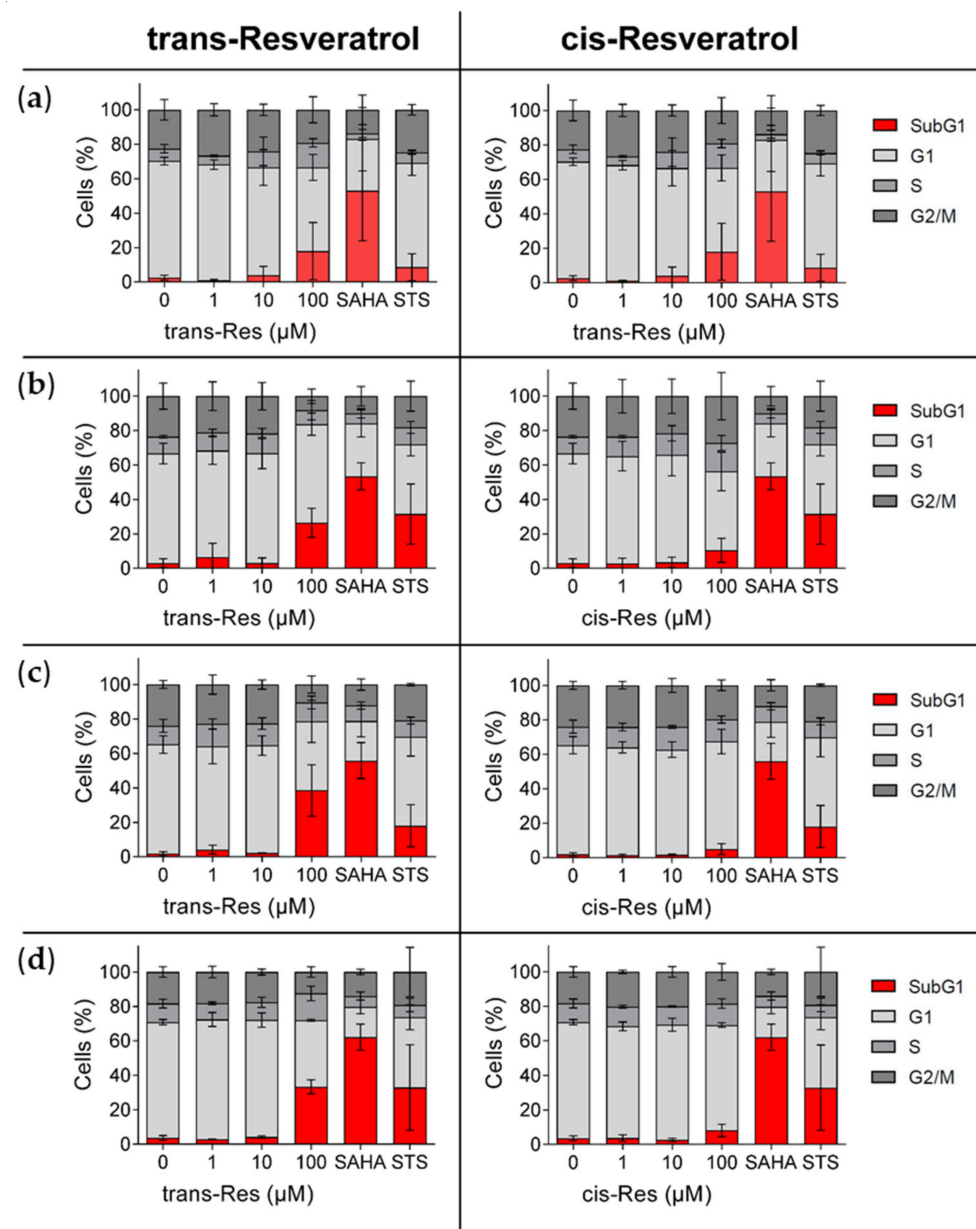 trans-Resveratrol
cis-Resveratrol
(a)
Cells (%)
100
80
60
40
20
0
0 1 10 100 SAHA STS
trans-Res (µM)
Cells (%)
100
80
60
40
20
0
0 1 10 100 SAHA STS
trans-Res (µM)
SubG1
G1
S
G2/M
(b)
Cells (%)
100
80
60
40
20
0
0 1 10 100 SAHA STS
trans-Res (µM)
Cells (%)
100
80
60
40
20
0
0 1 10 100 SAHA STS
cis-Res (µM)
SubG1
G1
S
G2/M
(c)
Cells (%)
100
80
60
40
20
0
0 1 10 100 SAHA STS
trans-Res (µM)
Cells (%)
100
80
60
40
20
0
0 1 10 100 SAHA STS
cis-Res (µM)
SubG1
G1
S
G2/M
(d)
Cells (%)
100
80
60
40
20
0
0 1 10 100 SAHA STS
trans-Res (µM)
Cells (%)
100
80
60
40
20
0
0 1 10 100 SAHA STS
cis-Res (µM)
SubG1
G1
S
G2/M